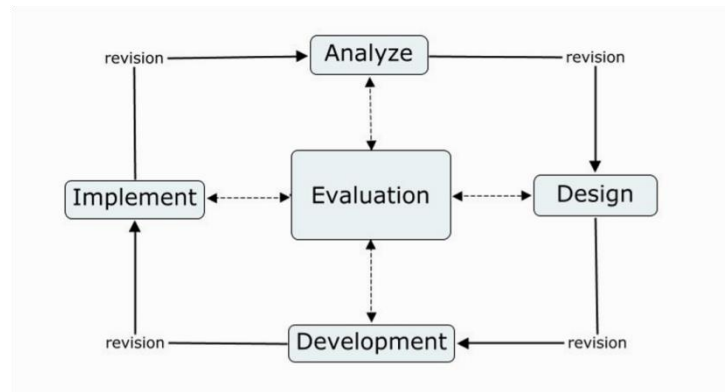 revision
Analyze
revision
Implement
Evaluation
Design
revision
Development
revision